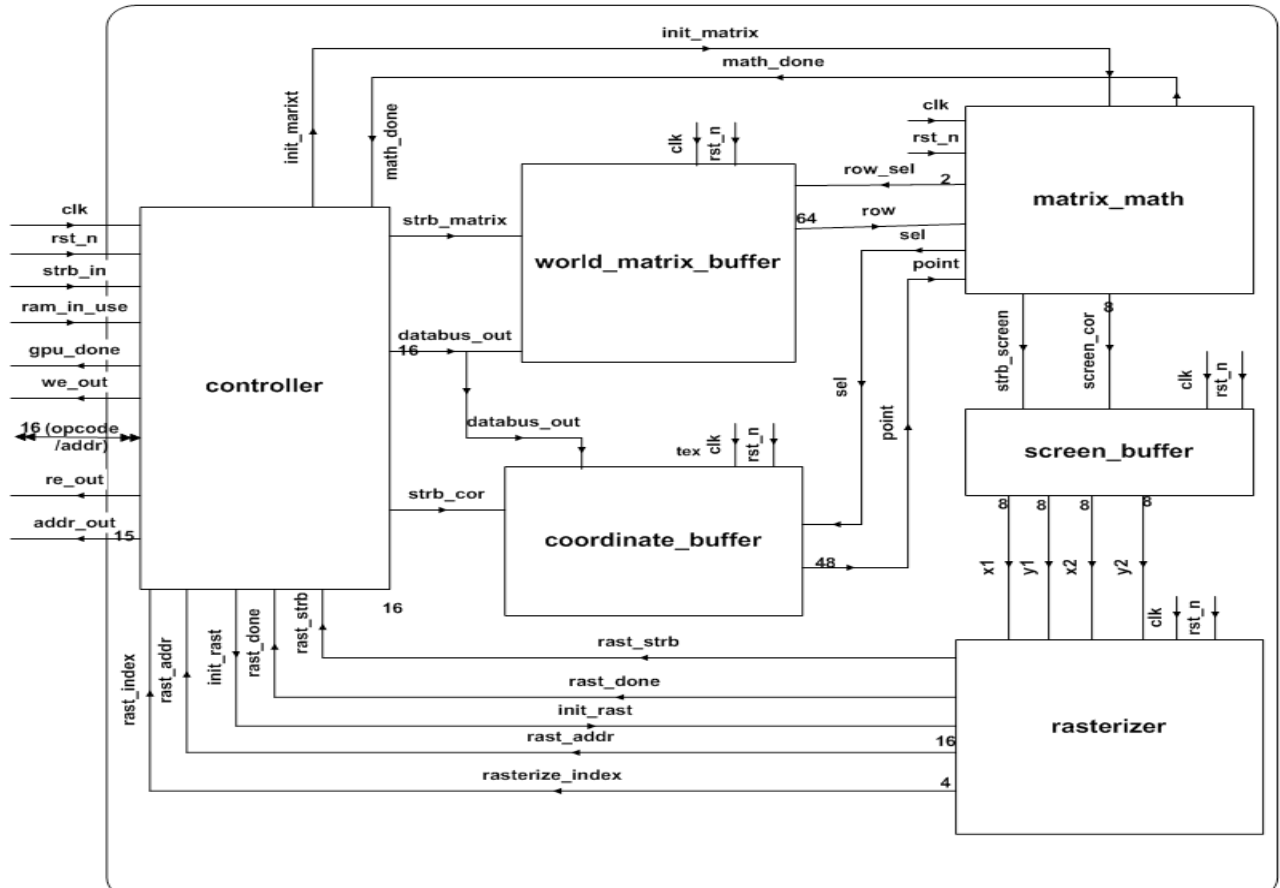 init_matrix
math_done
init_marixt
math_done
clk
rst_n
clk
rst_n
row_sel
2
64
row
sel
point
matrix_math
clk
rst_n
strb_in
ram_in_use
gpu_done
we_out
16 (opcode
/addr)
re_out
addr_out
15
controller
strb_matrix
databus_out
16
world_matrix_buffer
databus_out
sel
point
tex
clk
rst_n
strb_cor
coordinate_buffer
48
8
strb_screen
screen_cor
clk
rst_n
screen_buffer
8
8
8
8
x1
y1
x2
y2
clk
rst_n
16
rast_index
rast_addr
init_rast
rast_done
rast_strb
rast_strb
rast_done
init_rast
rast_addr
16
rasterize_index
4
rasterizer